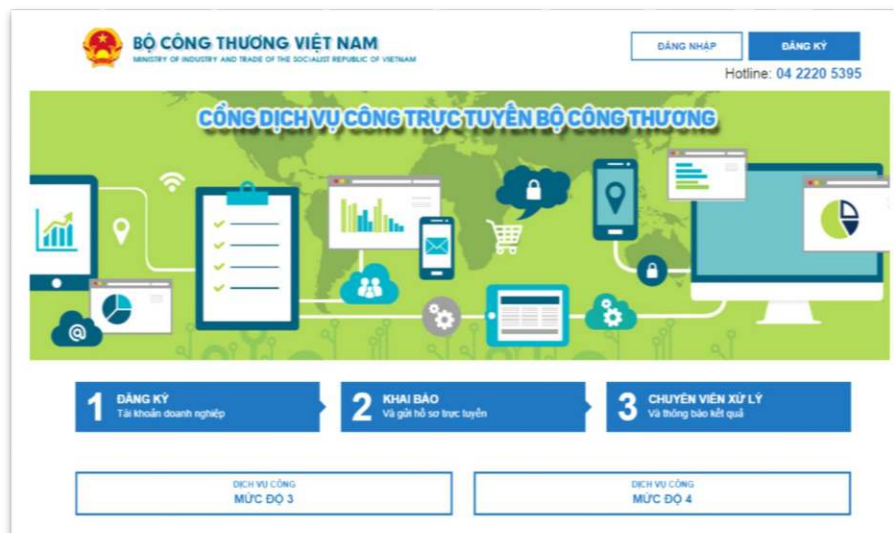 BỘ CÔNG THƯƠNG VIỆT NAM
MINISTRY OF INDUSTRY AND TRADE OF THE SOCIALIST REPUBLIC OF VIETNAM
ĐĂNG NHẬP
ĐĂNG KÝ
Hotline: 04 2220 5395
CỔNG DỊCH VỤ CÔNG TRỰC TUYẾN BỘ CÔNG THƯƠNG
@
1 ĐĂNG KÝ
Tài khoản doanh nghiệp
2 KHAI BÁO
Và gửi hồ sơ trực tuyến
3 CHUYÊN VIÊN XỬ LÝ
Và thông báo kết quả
DỊCH VỤ CÔNG
MỨC ĐỘ 3
DỊCH VỤ CÔNG
MỨC ĐỘ 4